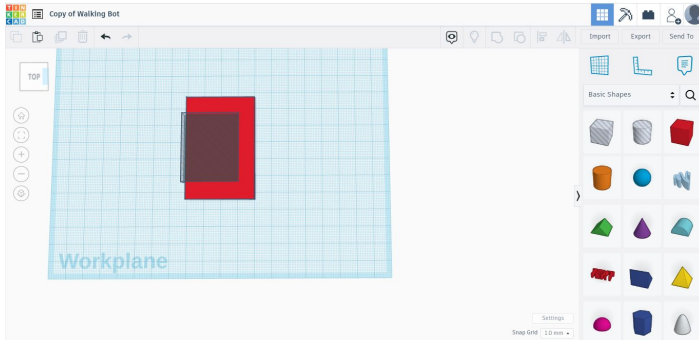 TIN
KER
CAD
Copy of Walking Bot
Import
Export
Send To
TOP
Basic Shapes
TEXT
Workplane
Settings
Snap Grid
1.0 mm